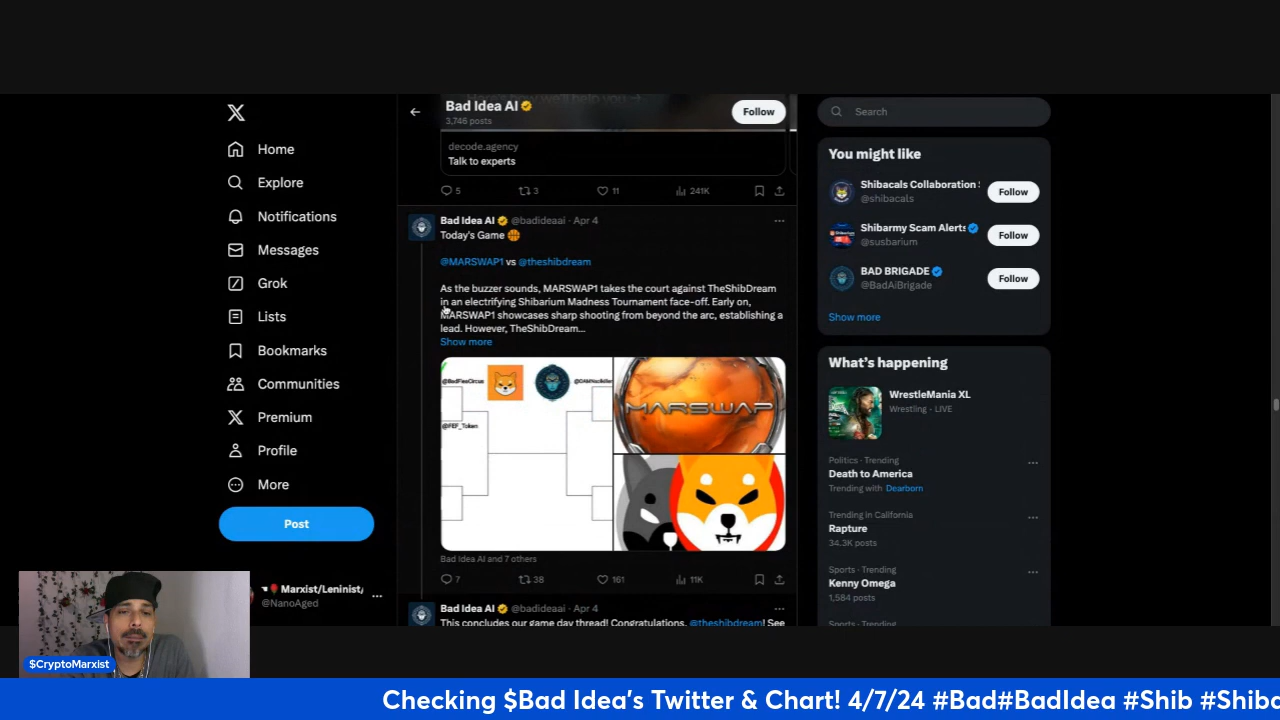 Home
Explore
Notifications
Messages
Grok
Lists
Bookmarks
Communities
Premium
Profile
More
Post
Marxist/Leninist/
@NanoAged
Bad Idea AI
3,746 posts
Follow
decode.agency
Talk to experts
5 3 11 241K
Bad Idea AI @badideaai · Apr 4
Today's Game
@MARSWAP1 vs @theshibdream
As the buzzer sounds, MARSWAP1 takes the court against TheShibDream
in an electrifying Shibarium Madness Tournament face-off. Early on,
MARSWAP1 showcases sharp shooting from beyond the arc, establishing a
lead. However, TheShibDream...
Show more
@FEF_Token
MARSWAP
Bad Idea AI and 7 others
7 38 161 11K
Bad Idea AI @badideaai · Apr 4
This concludes our game day thread! Congratulations, @theshibdream! See
Search
You might like
Shibacals Collaboration
@shibacals
Follow
Shibarmy Scam Alerts
@susbarium
Follow
BAD BRIGADE
@BadAiBrigade
Follow
Show more
What's happening
WrestleMania XL
Wrestling · LIVE
Politics · Trending
Death to America
Trending with Dearborn
Trending in California
Rapture
34.3K posts
Sports · Trending
Kenny Omega
1,584 posts
Sports · Trending
$CryptoMarxist
Checking $Bad Idea's Twitter & Chart! 4/7/24 #Bad#BadIdea #Shib #Shiba